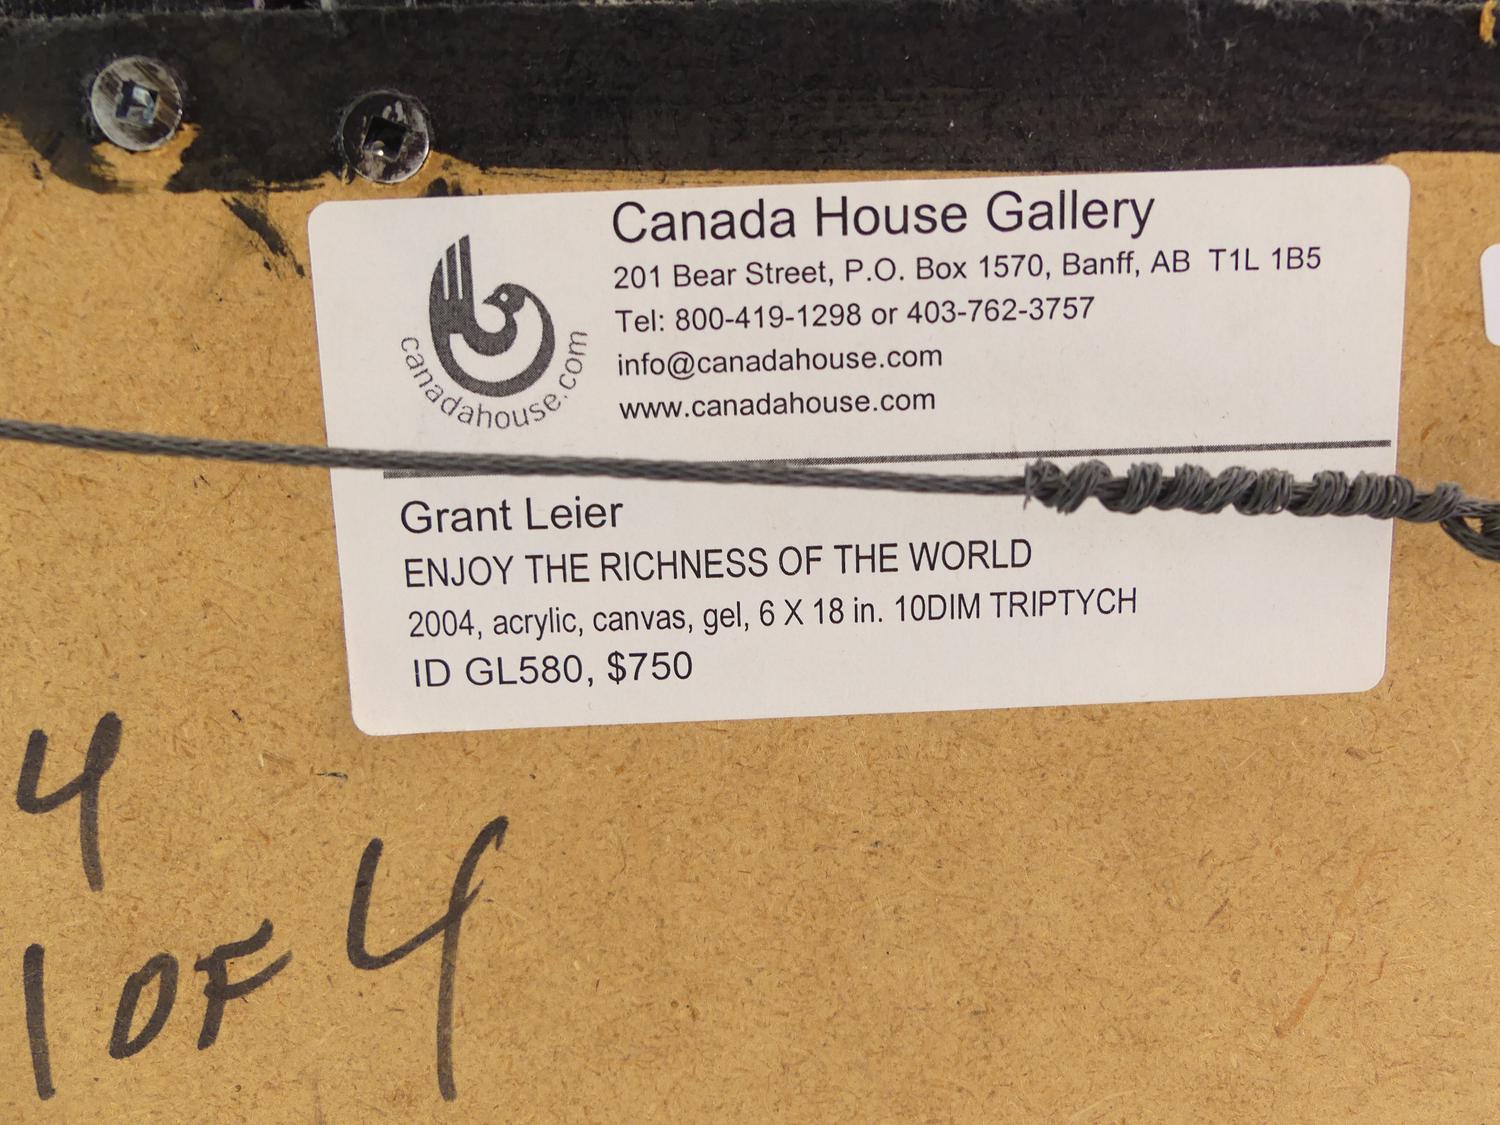 Canada House Gallery
201 Bear Street, P.O. Box 1570, Banff, AB T1L 1B5
Tel: 800-419-1298 or 403-762-3757
info@canadahouse.com
www.canadahouse.com
canadahouse.com
Grant Leier
ENJOY THE RICHNESS OF THE WORLD
2004, acrylic, canvas, gel, 6 X 18 in. 10DIM TRIPTYCH
ID GL580, $750
4
1 OF 4